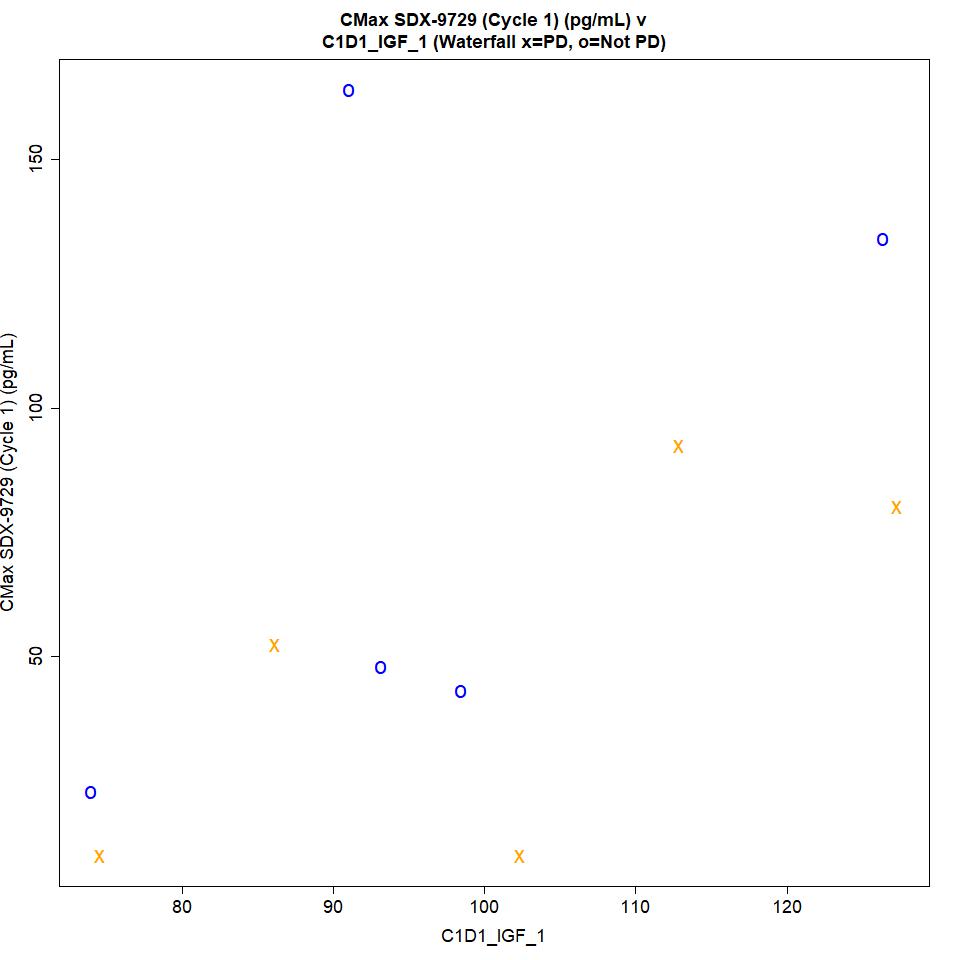 CMax SDX-9729 (Cycle 1) (pg/mL) v
C1D1_IGF_1 (Waterfall x=PD, o=Not PD)
CMax SDX-9729 (Cycle 1) (pg/mL)
150
100
50
O
O
X
X
X
O
O
O
X
X
80 90 100 110 120
C1D1_IGF_1